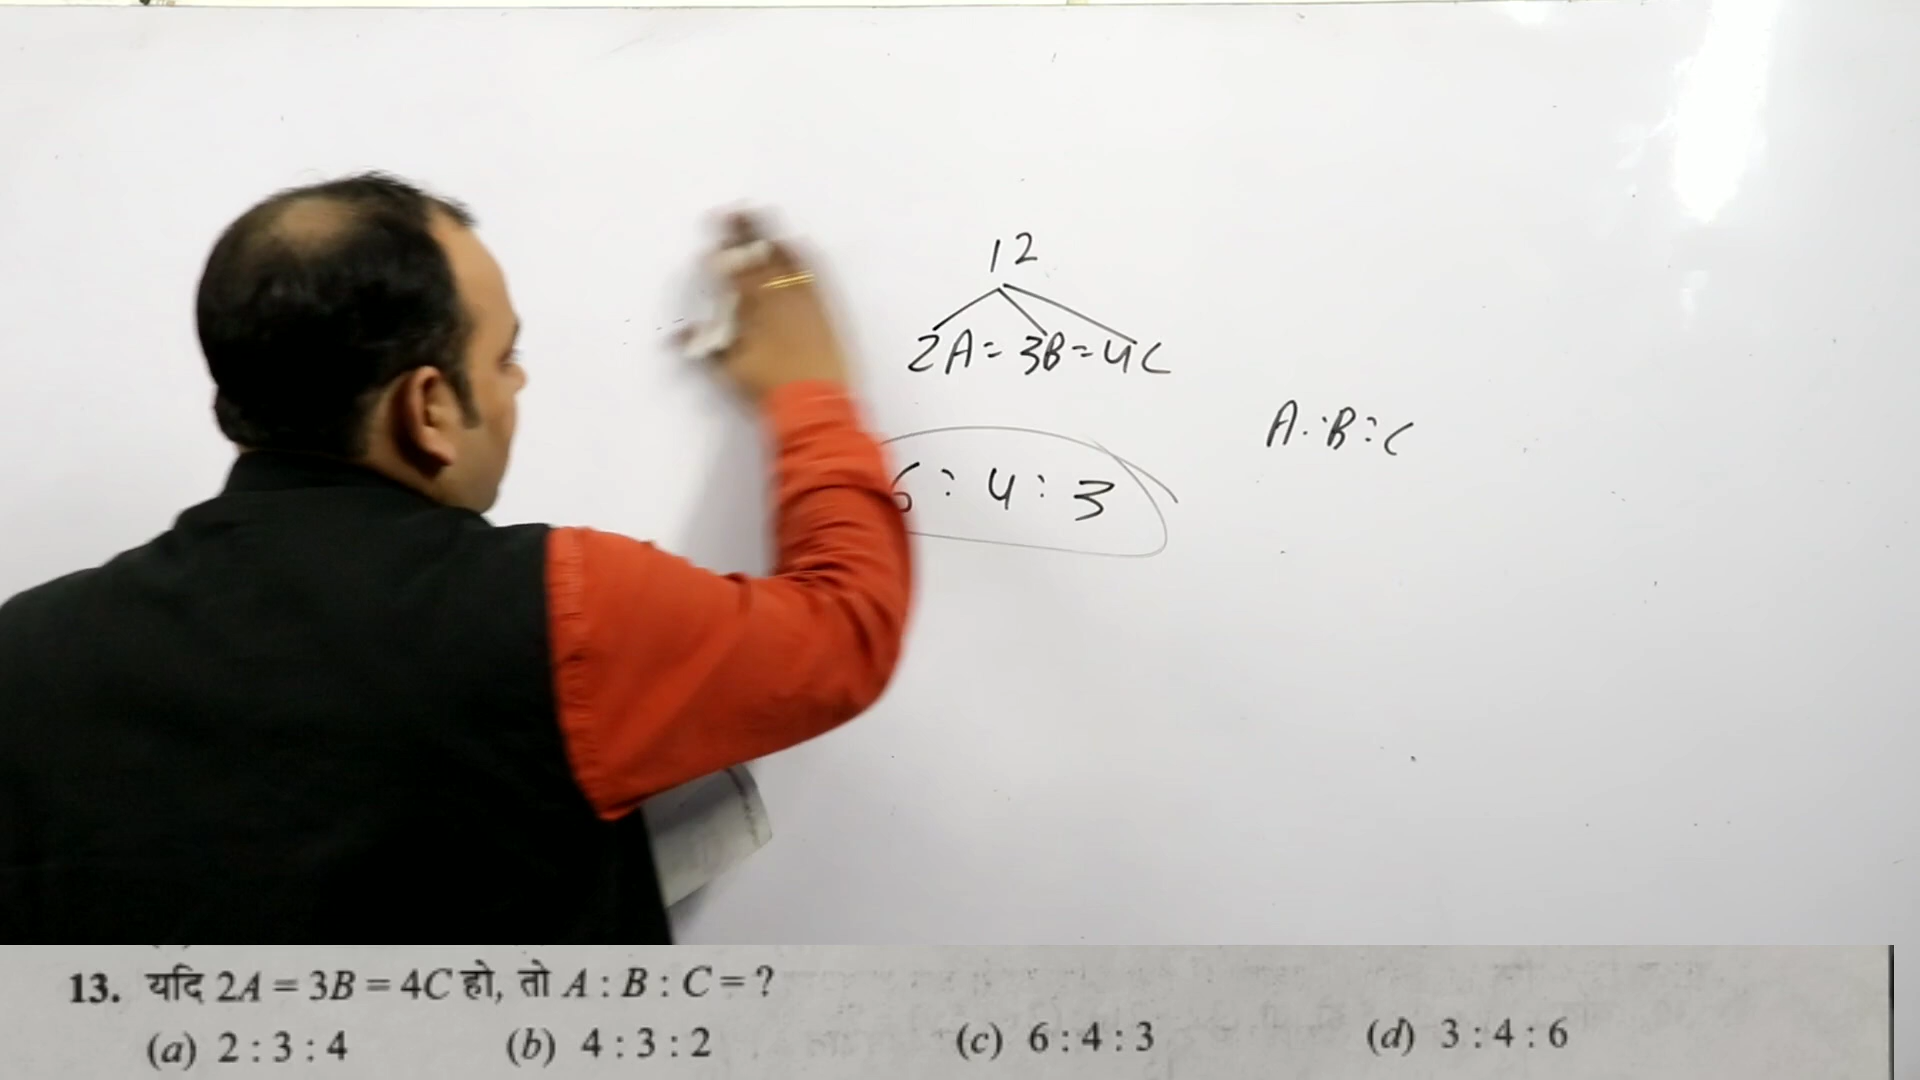 12
2A = 3B = 4C
A : B : C
6 : 4 : 3
13. यदि 2A = 3B = 4C हो, तो A : B : C = ?
(a) 2 : 3 : 4 (b) 4 : 3 : 2 (c) 6 : 4 : 3 (d) 3 : 4 : 6